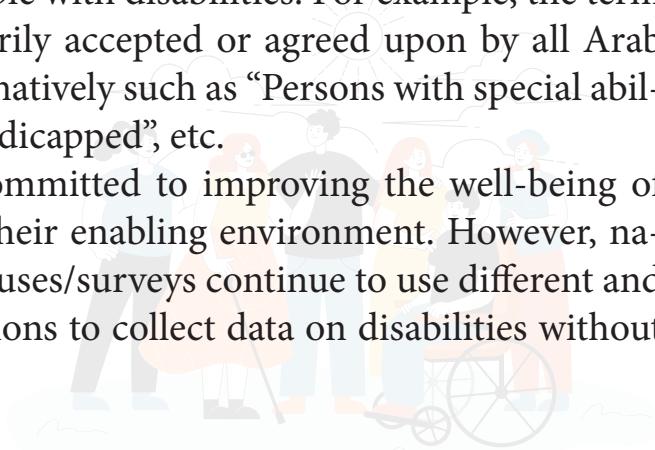 ble with disabilities. For example, the term
rily accepted or agreed upon by all Arab
natively such as “Persons with special abil-
dicapped”, etc.
ommitted to improving the well-being of
heir enabling environment. However, na-
uses/surveys continue to use different and
ions to collect data on disabilities without